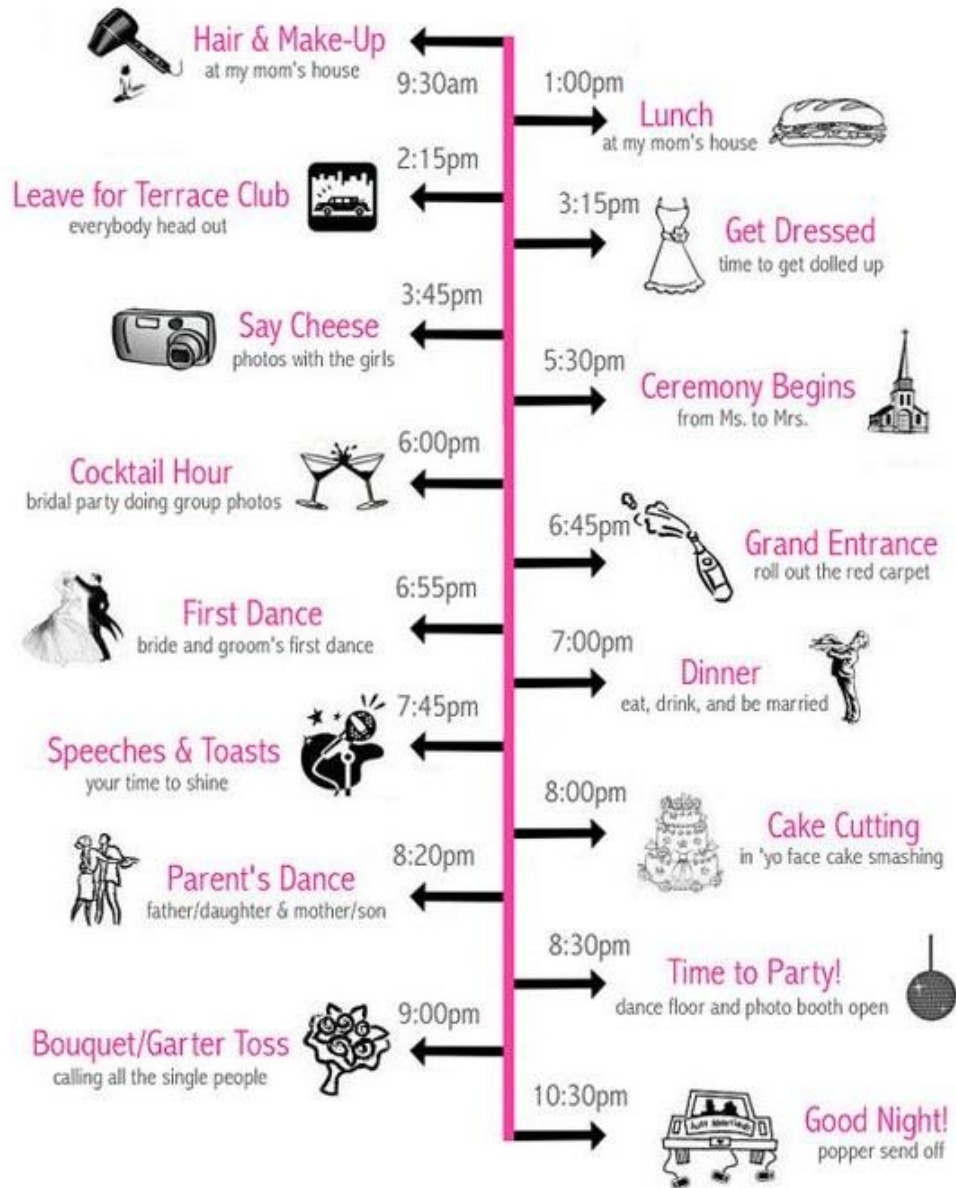 Hair & Make-Up
at my mom's house
9:30am
1:00pm
Lunch
at my mom's house
2:15pm
Leave for Terrace Club
everybody head out
3:15pm
Get Dressed
time to get dolled up
3:45pm
Say Cheese
photos with the girls
5:30pm
Ceremony Begins
from Ms. to Mrs.
6:00pm
Cocktail Hour
bridal party doing group photos
6:45pm
Grand Entrance
roll out the red carpet
6:55pm
First Dance
bride and groom's first dance
7:00pm
Dinner
eat, drink, and be married
7:45pm
Speeches & Toasts
your time to shine
8:00pm
Cake Cutting
in 'yo face cake smashing
8:20pm
Parent's Dance
father/daughter & mother/son
8:30pm
Time to Party!
dance floor and photo booth open
9:00pm
Bouquet/Garter Toss
calling all the single people
10:30pm
Good Night!
popper send off